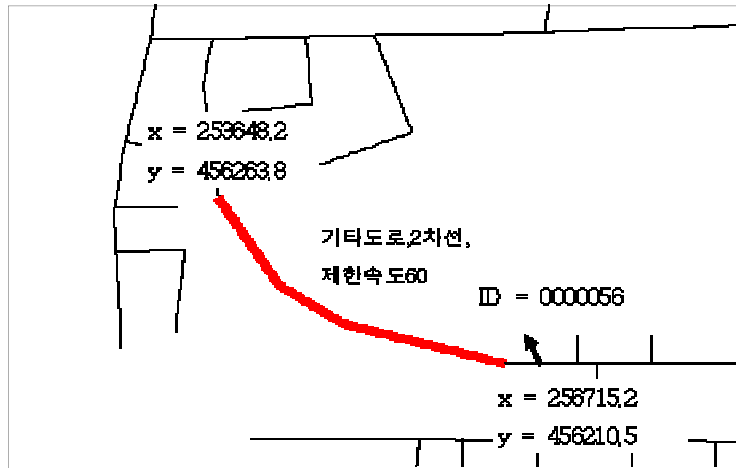 x = 253648,2
y = 456263,8
기타도로,2차선,
제한속도60
ID = 0000056
x = 256715,2
y = 456210,5